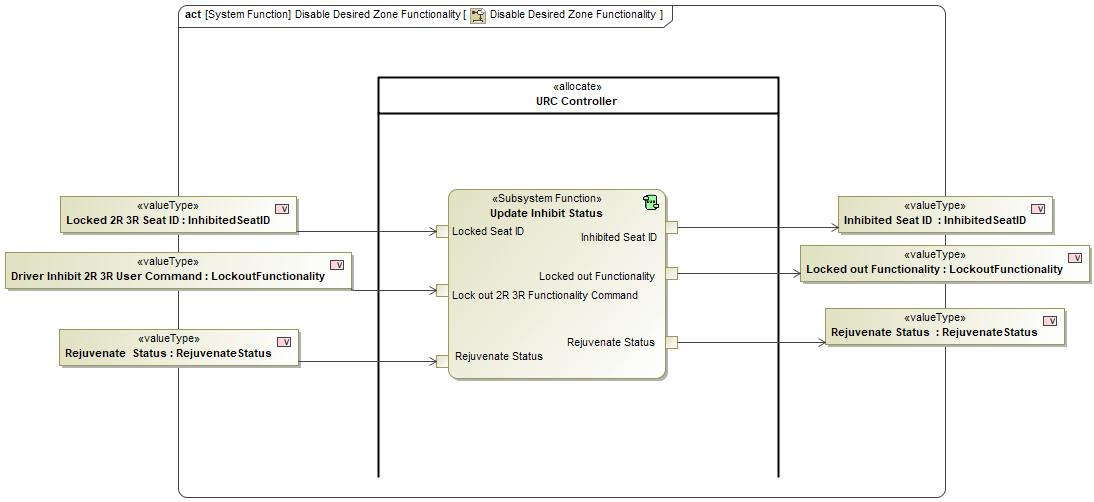 act [System Function] Disable Desired Zone Functionality [ Disable Desired Zone Functionality ]
«allocate»
URC Controller
«valueType»
Locked 2R 3R Seat ID : InhibitedSeatID
V
«valueType»
Driver Inhibit 2R 3R User Command : LockoutFunctionality
V
«valueType»
Rejuvenate Status : RejuvenateStatus
V
«Subsystem Function»
Update Inhibit Status
Locked Seat ID
Inhibited Seat ID
Locked out Functionality
Lock out 2R 3R Functionality Command
Rejuvenate Status
Rejuvenate Status
«valueType»
Inhibited Seat ID : InhibitedSeatID
V
«valueType»
Locked out Functionality : LockoutFunctionality
V
«valueType»
Rejuvenate Status : RejuvenateStatus
V